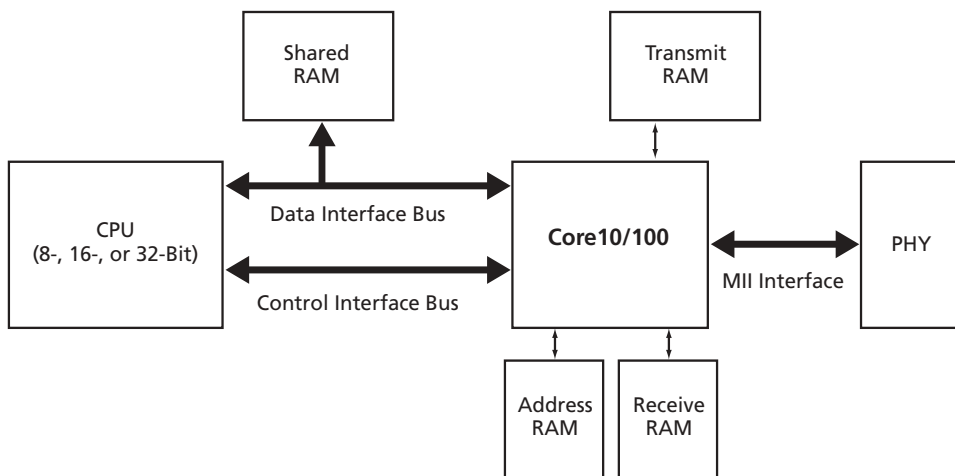 Shared
RAM
Transmit
RAM
Data Interface Bus
CPU
(8-, 16-, or 32-Bit)
Core10/100
PHY
MII Interface
Control Interface Bus
Address
RAM
Receive
RAM